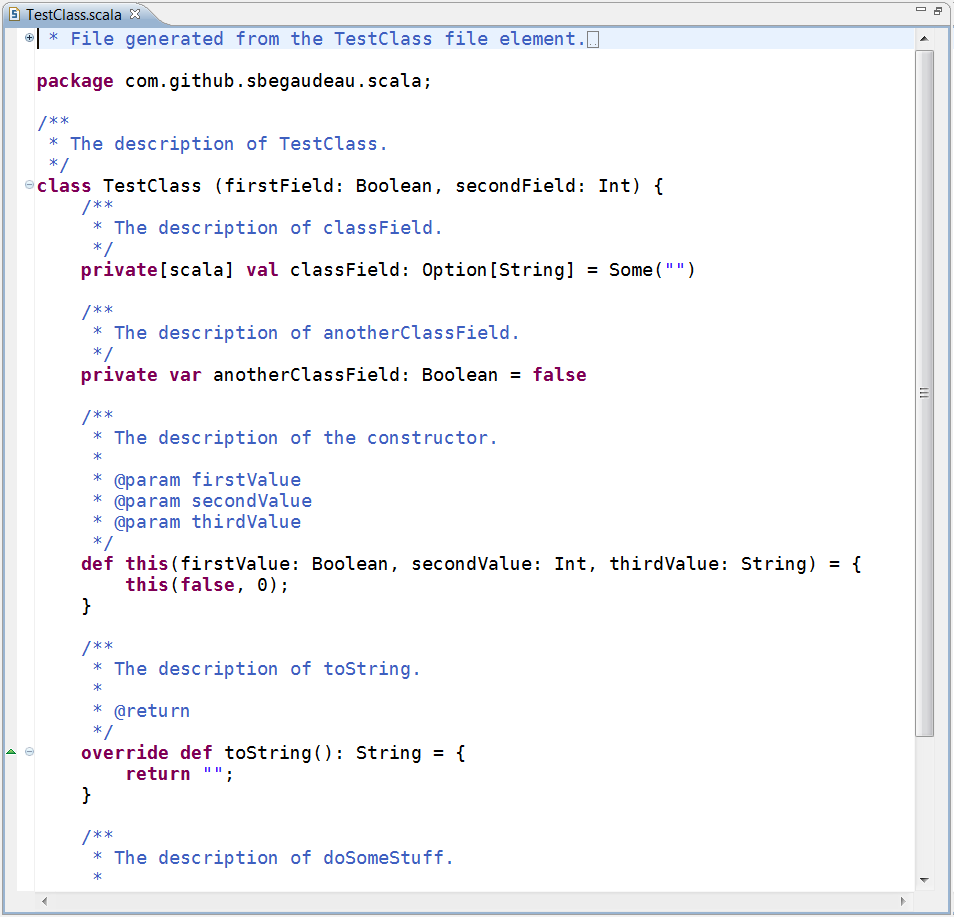 TestClass.scala
 * File generated from the TestClass file element.

package com.github.sbegaudeau.scala;

/**
 * The description of TestClass.
 */
class TestClass (firstField: Boolean, secondField: Int) {
    /**
     * The description of classField.
     */
    private[scala] val classField: Option[String] = Some("")

    /**
     * The description of anotherClassField.
     */
    private var anotherClassField: Boolean = false

    /**
     * The description of the constructor.
     *
     * @param firstValue
     * @param secondValue
     * @param thirdValue
     */
    def this(firstValue: Boolean, secondValue: Int, thirdValue: String) = {
        this(false, 0);
    }

    /**
     * The description of toString.
     *
     * @return
     */
    override def toString(): String = {
        return "";
    }

    /**
     * The description of doSomeStuff.
     *